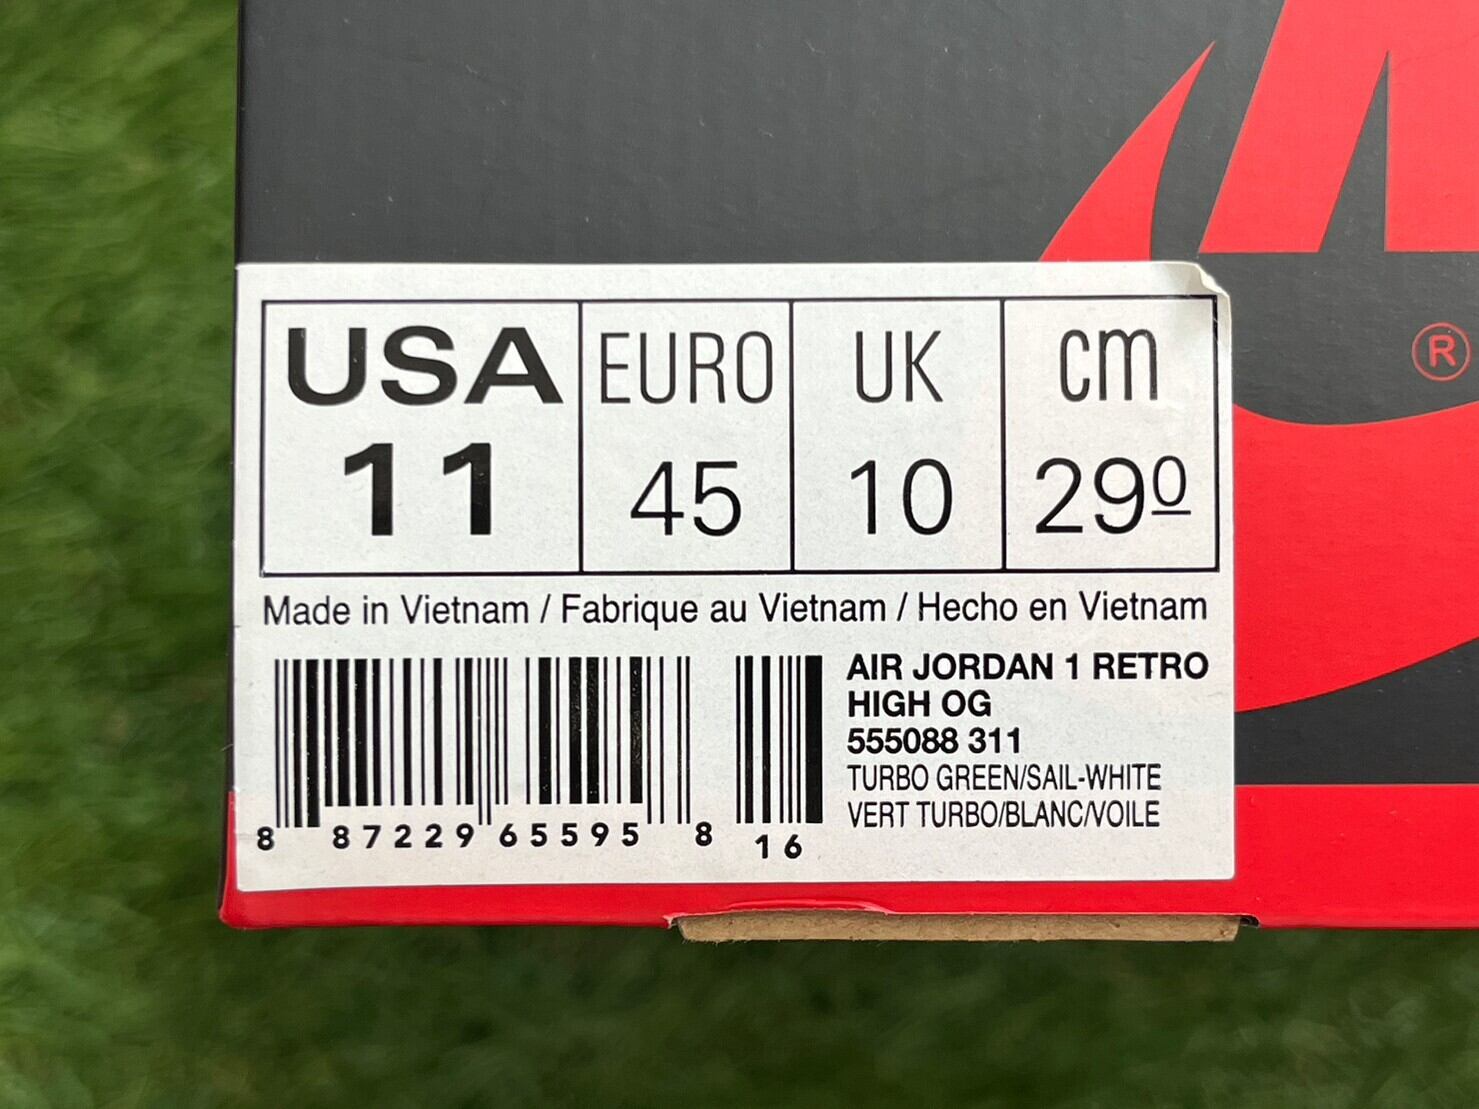 ®
USA EURO UK cm
11 45 10 290
Made in Vietnam / Fabrique au Vietnam / Hecho en Vietnam
AIR JORDAN 1 RETRO
HIGH OG
555088 311
TURBO GREEN/SAIL-WHITE
VERT TURBO/BLANC/VOILE
8 87229 65595 8 16